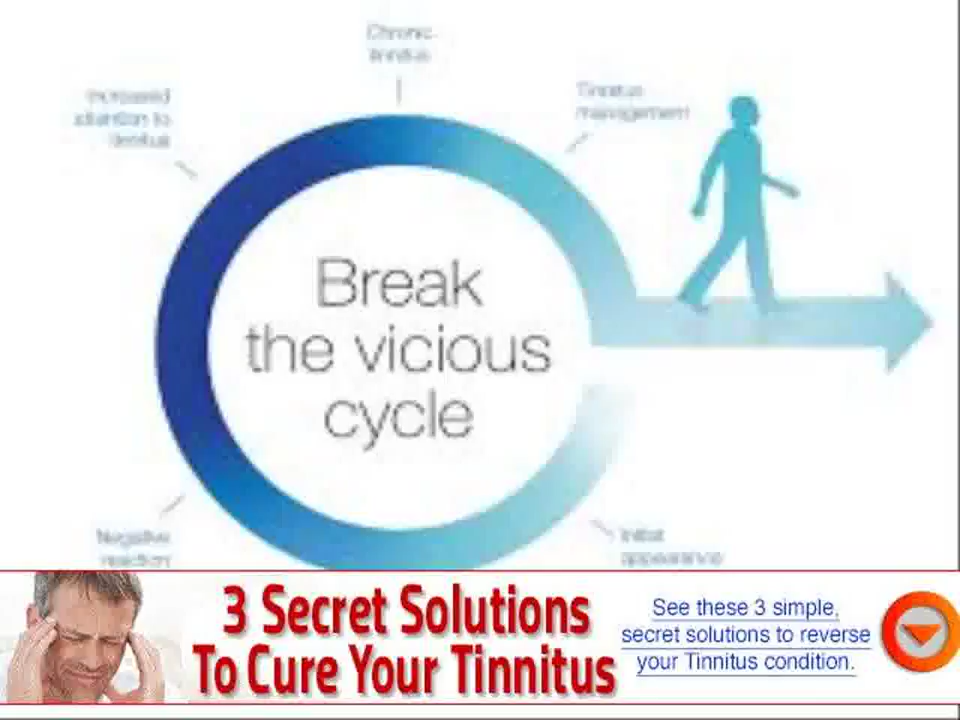 Chronic
tinnitus
Increased
attention to
tinnitus
Tinnitus
management
Break
the vicious
cycle
Negative
reaction
Initial
appearance
3 Secret Solutions
To Cure Your Tinnitus
See these 3 simple,
secret solutions to reverse
your Tinnitus condition.